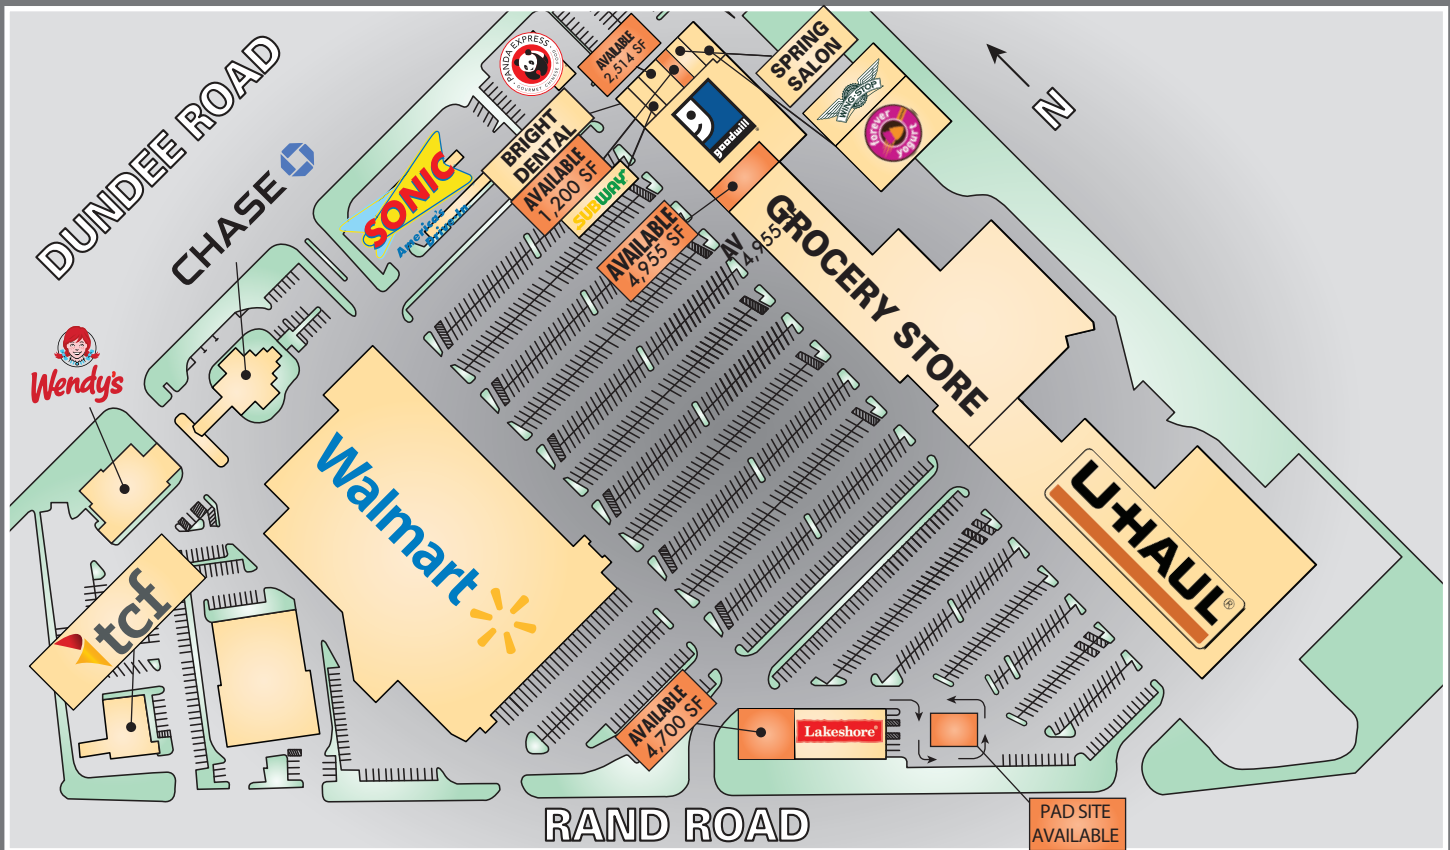 DUNDEE ROAD
PANDA EXPRESS
GOURMET CHINESE FOOD
AVAILABLE
2,514 SF
SPRING
SALON
WING·STOP
forever
yogurt
N
goodwill
BRIGHT
DENTAL
AVAILABLE
1,200 SF
SUBWAY
SONIC
America's
Drive-In
CHASE
AVAILABLE
4,955 SF
AV
4,955
GROCERY STORE
Wendy's
Walmart
U-HAUL®
tcf
AVAILABLE
4,700 SF
Lakeshore®
PAD SITE
AVAILABLE
RAND ROAD